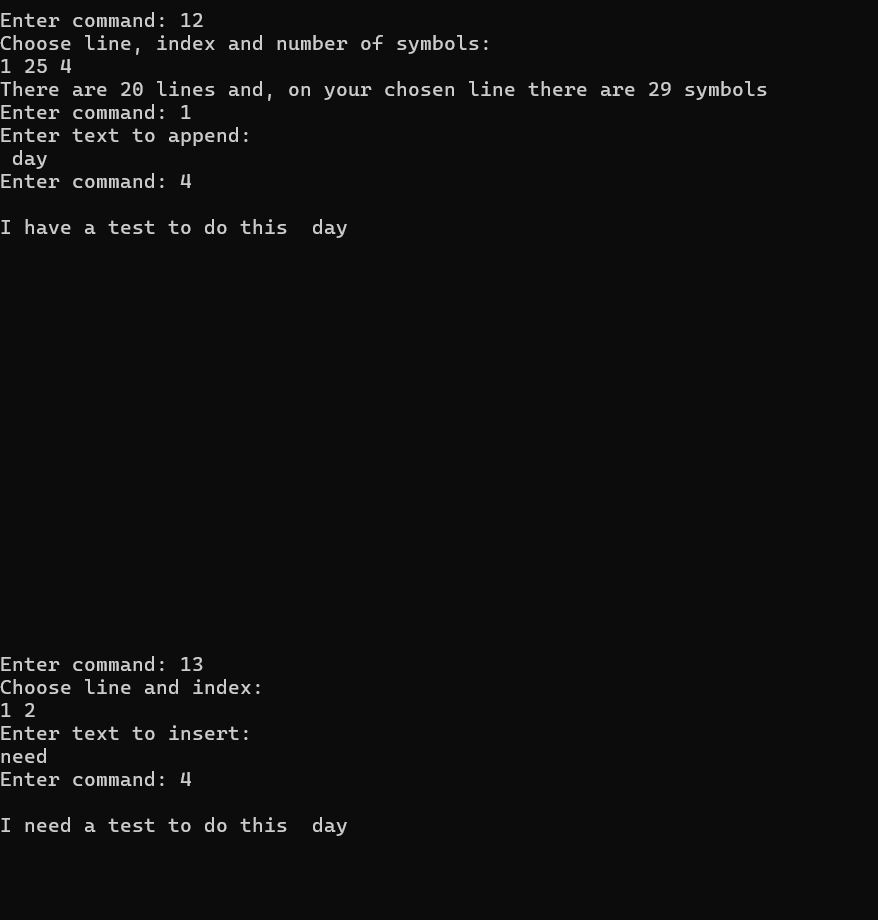 Enter command: 12
Choose line, index and number of symbols:
1 25 4
There are 20 lines and, on your chosen line there are 29 symbols
Enter command: 1
Enter text to append:
 day
Enter command: 4
I have a test to do this  day
Enter command: 13
Choose line and index:
1 2
Enter text to insert:
need
Enter command: 4
I need a test to do this  day